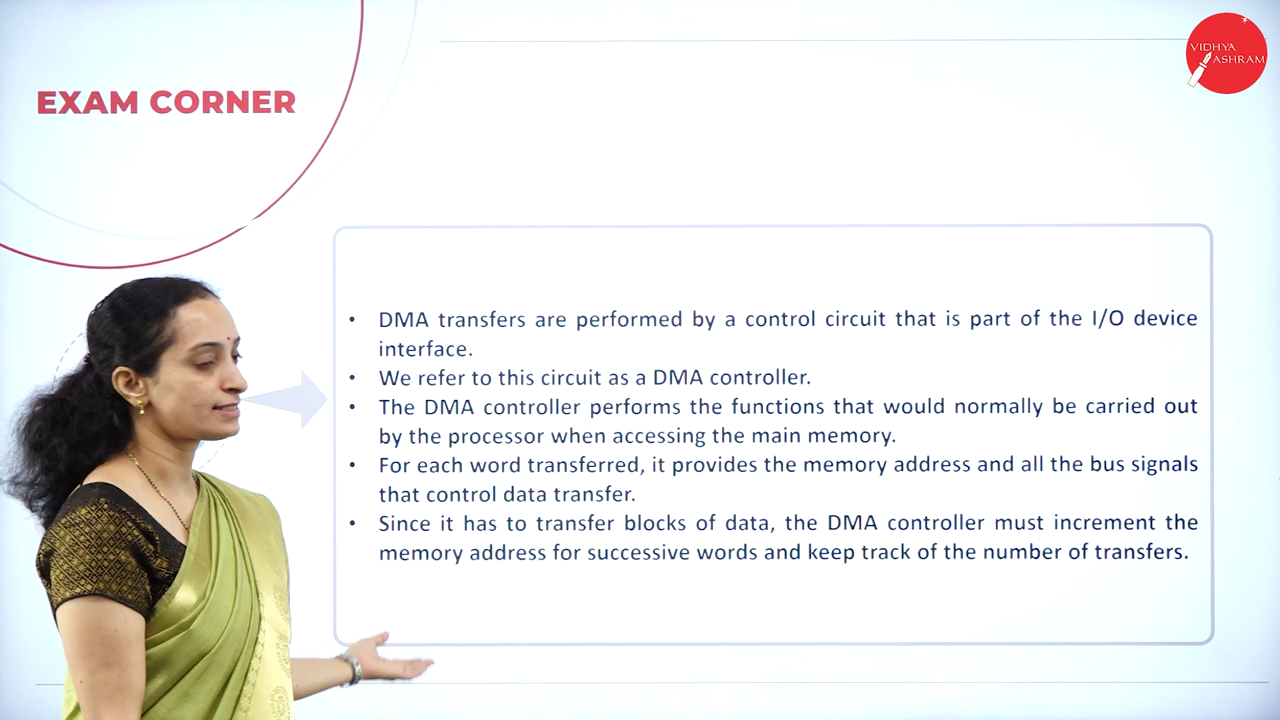 VIDHYA
ASHRAM
EXAM CORNER
• DMA transfers are performed by a control circuit that is part of the I/O device
interface.
• We refer to this circuit as a DMA controller.
• The DMA controller performs the functions that would normally be carried out
by the processor when accessing the main memory.
• For each word transferred, it provides the memory address and all the bus signals
that control data transfer.
• Since it has to transfer blocks of data, the DMA controller must increment the
memory address for successive words and keep track of the number of transfers.